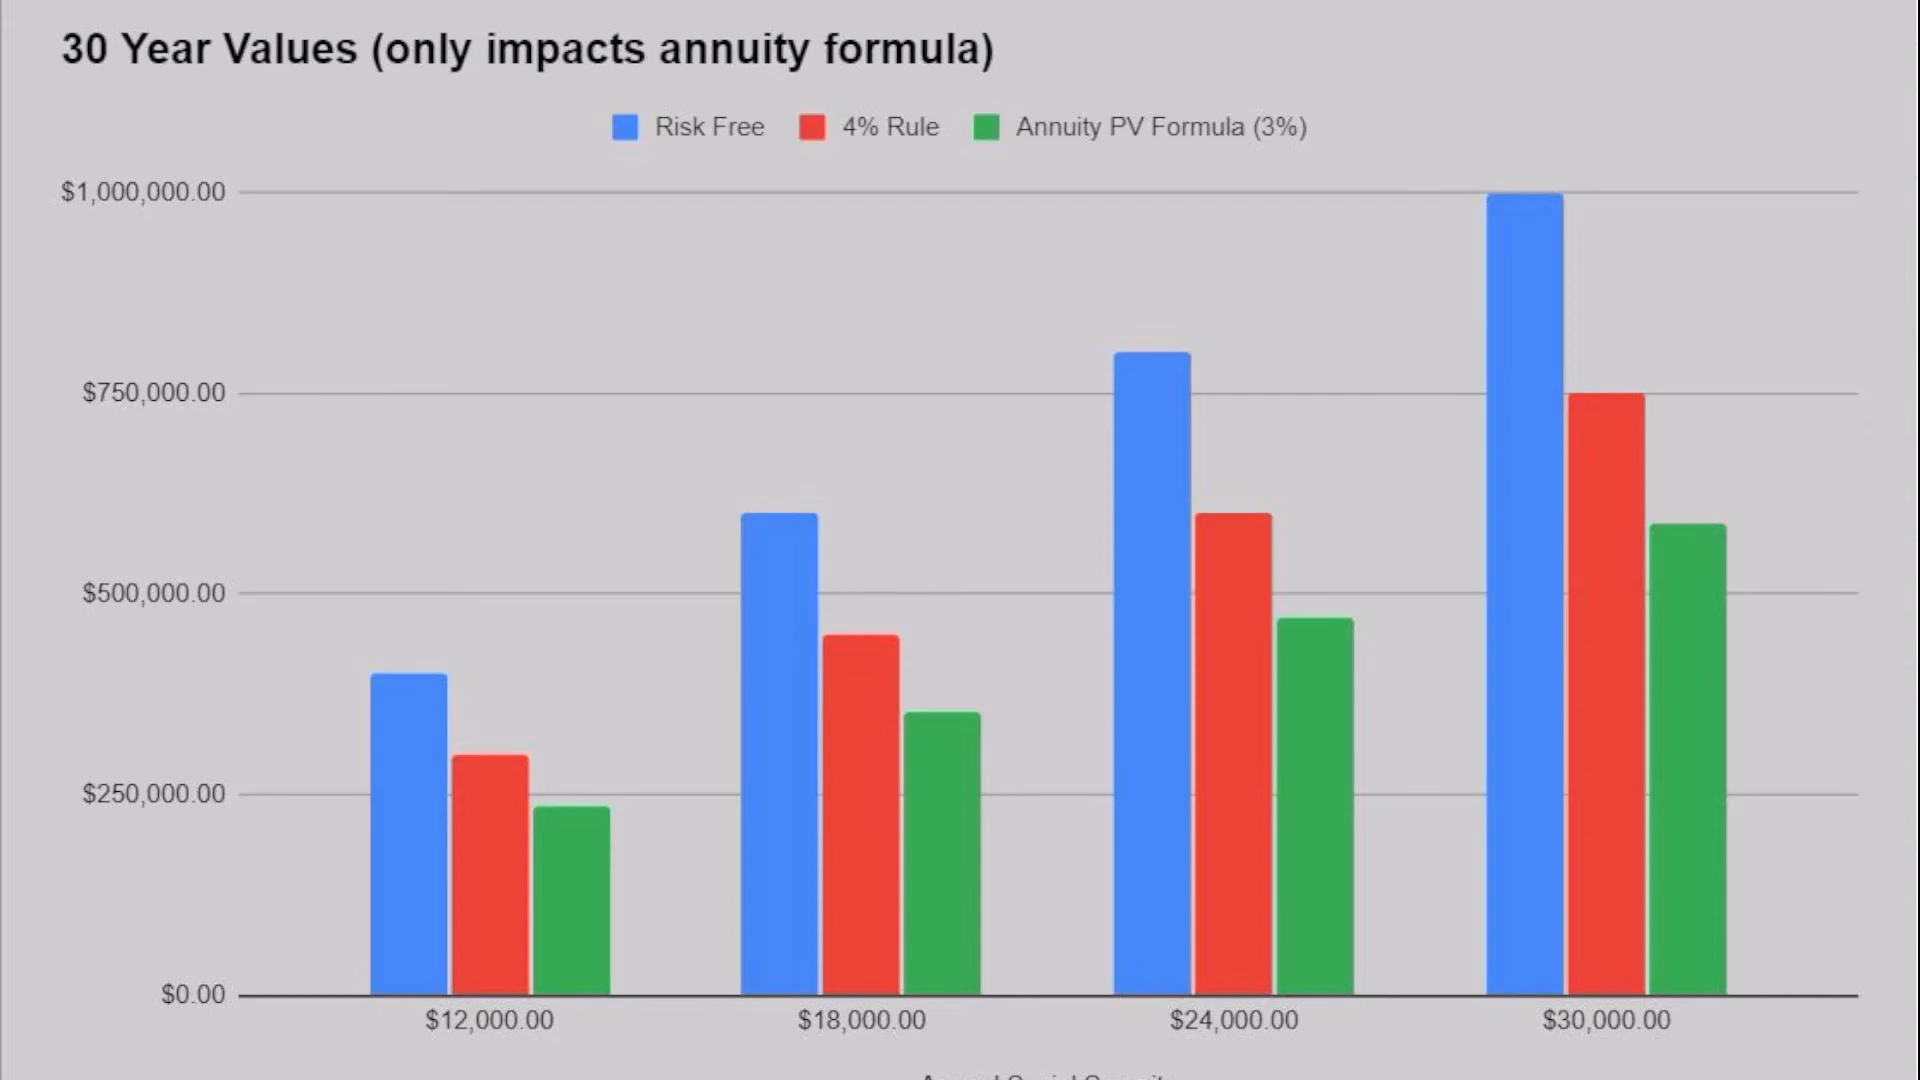 30 Year Values (only impacts annuity formula)
Risk Free 4% Rule Annuity PV Formula (3%)
$1,000,000.00
$750,000.00
$500,000.00
$250,000.00
$0.00
$12,000.00 $18,000.00 $24,000.00 $30,000.00